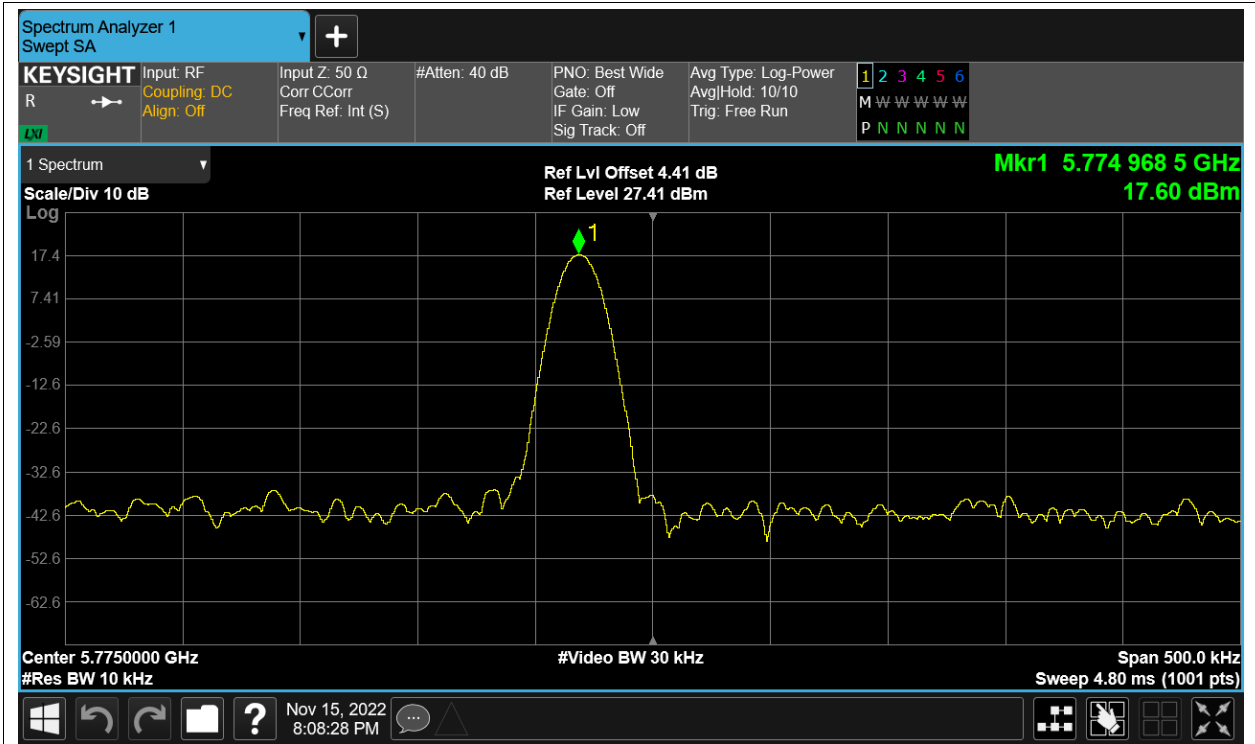 Spectrum Analyzer 1
Swept SA
KEYSIGHT
R
LXI
Input: RF
Coupling: DC
Align: Off
Input Z: 50 Ω
Corr CCorr
Freq Ref: Int (S)
#Atten: 40 dB
PNO: Best Wide
Gate: Off
IF Gain: Low
Sig Track: Off
Avg Type: Log-Power
Avg|Hold: 10/10
Trig: Free Run
1 2 3 4 5 6
M W W W W W
P N N N N N
1 Spectrum
Scale/Div 10 dB
Log
Ref Lvl Offset 4.41 dB
Ref Level 27.41 dBm
Mkr1 5.774 968 5 GHz
17.60 dBm
1
17.4
7.41
-2.59
-12.6
-22.6
-32.6
-42.6
-52.6
-62.6
Center 5.7750000 GHz
#Video BW 30 kHz
Span 500.0 kHz
#Res BW 10 kHz
Sweep 4.80 ms (1001 pts)
?
Nov 15, 2022
8:08:28 PM